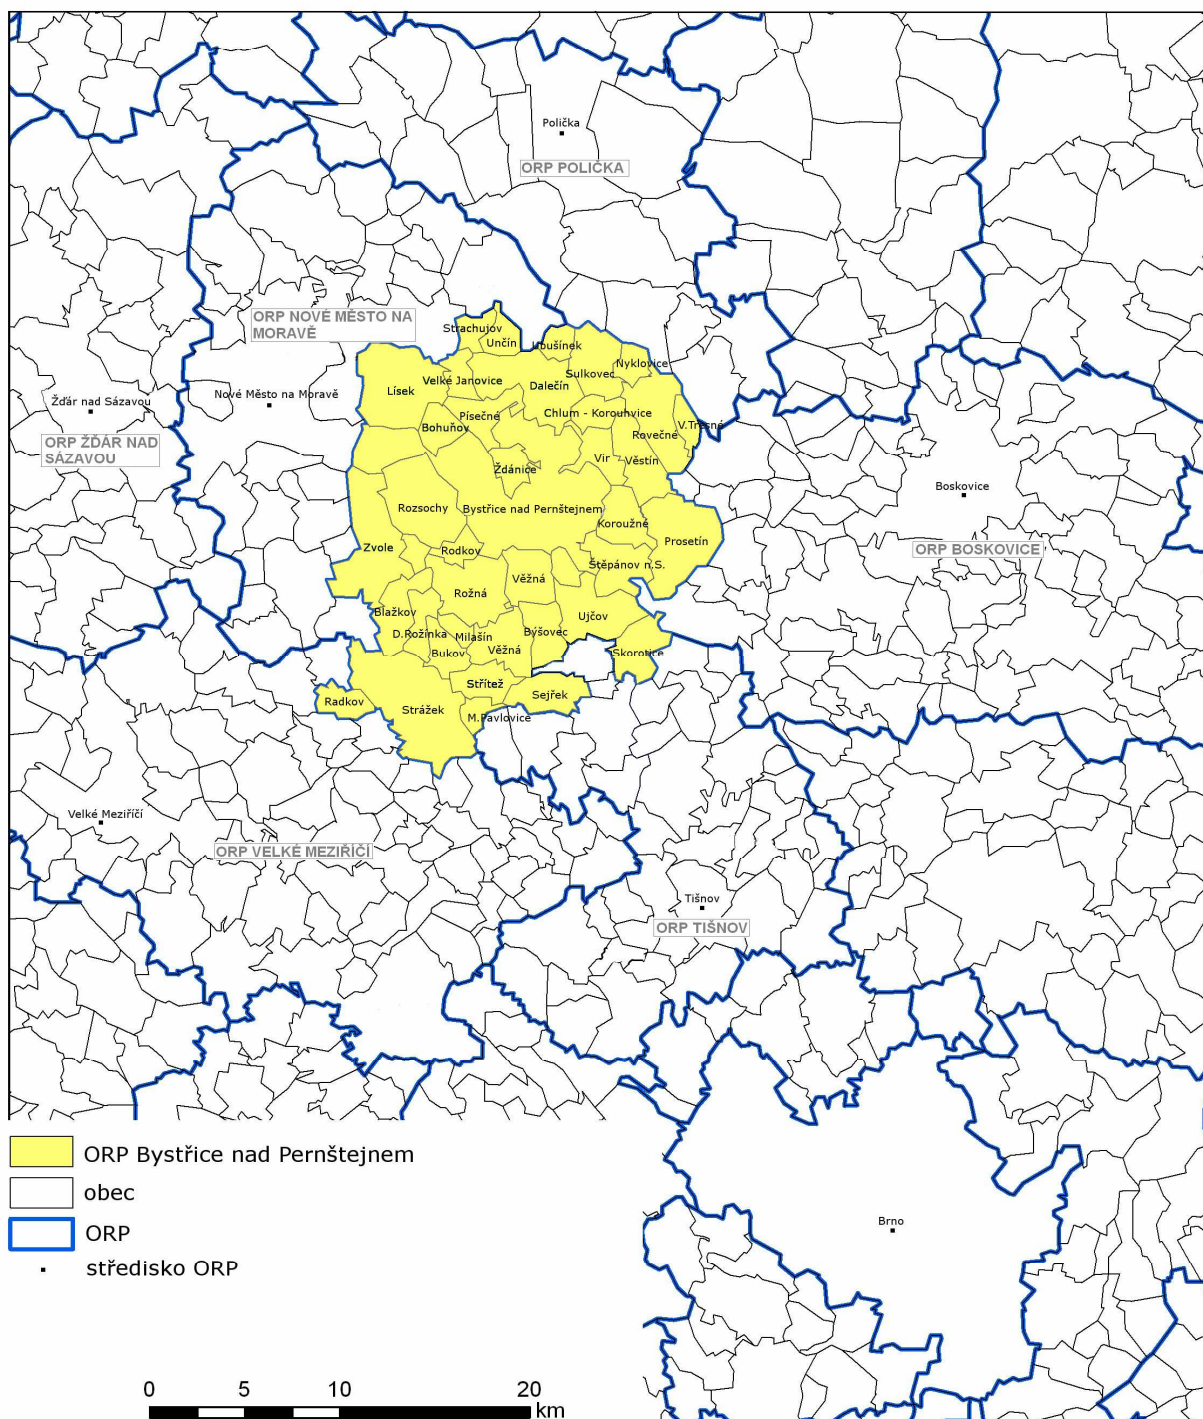 Polička
ORP POLIČKA
ORP NOVÉ MĚSTO NA
MORAVĚ
Strachujov
Unčín
Sulkovec
Nyklovice
Lísek
Velké Janovice
Dalečín
Žďár nad Sázavou
Nové Město na Moravě
Písečné
Chlum - Korouhvice
Bohuňov
Rovečné
V.Tresné
ORP ŽĎÁR NAD
SÁZAVOU
Ždánice
Vir
Věstín
Boskovice
Rozsochy
Bystřice nad Pernštejnem
Koroužné
Prosetín
ORP BOSKOVICE
Zvole
Rodkov
Štěpánov n.S.
Věžná
Rožná
Blažkov
Ujčov
D.Rožínka
Milašín
Býšovec
Bukov
Věžná
Skorotice
Střítež
Sejřek
Radkov
Strážek
M.Pavlovice
Velké Meziříčí
ORP VELKÉ MEZIŘÍČÍ
Tišnov
ORP TIŠNOV
ORP Bystřice nad Pernštejnem
obec
ORP
středisko ORP
Brno
0 5 10 20
km